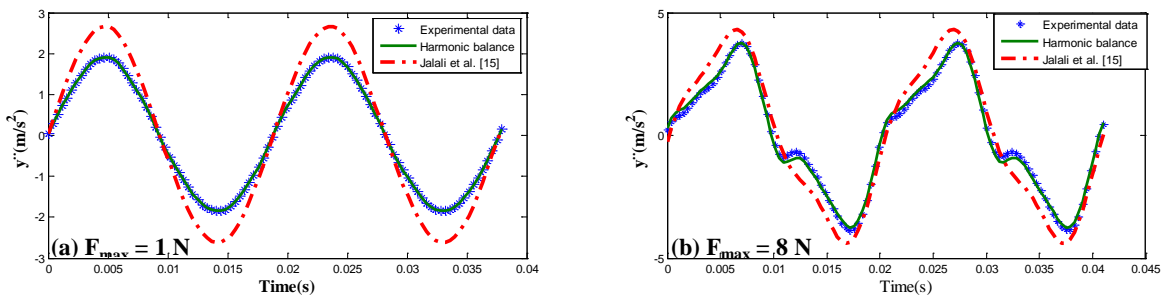 3
2
1
0
-1
-2
-3
y¨(m/s²)
Experimental data
Harmonic balance
Jalali et al. [15]
(a) Fmax = 1 N
0 0.005 0.01 0.015 0.02 0.025 0.03 0.035 0.04
Time(s)
5
0
-5
y¨(m/s²)
Experimental data
Harmonic balance
Jalali et al. [15]
(b) Fmax = 8 N
0 0.005 0.01 0.015 0.02 0.025 0.03 0.035 0.04 0.045
Time(s)